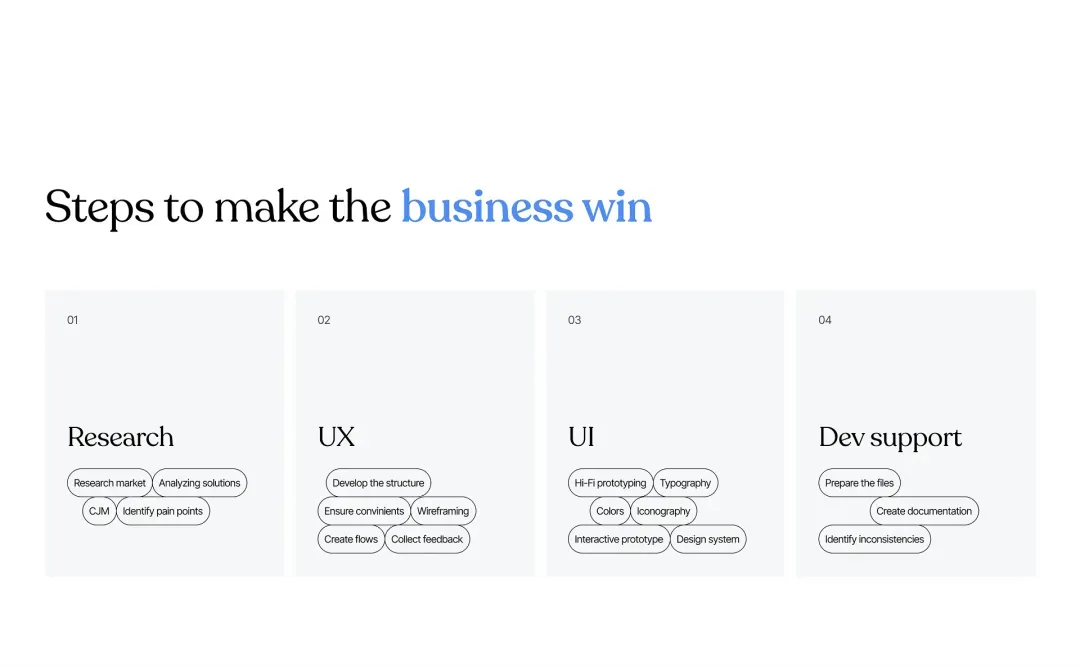 Steps to make the business win
01
Research
Research market Analyzing solutions
CJM Identify pain points
02
UX
Develop the structure
Ensure convinients Wireframing
Create flows Collect feedback
03
UI
Hi-Fi prototyping Typography
Colors Iconography
Interactive prototype Design system
04
Dev support
Prepare the files
Create documentation
Identify inconsistencies